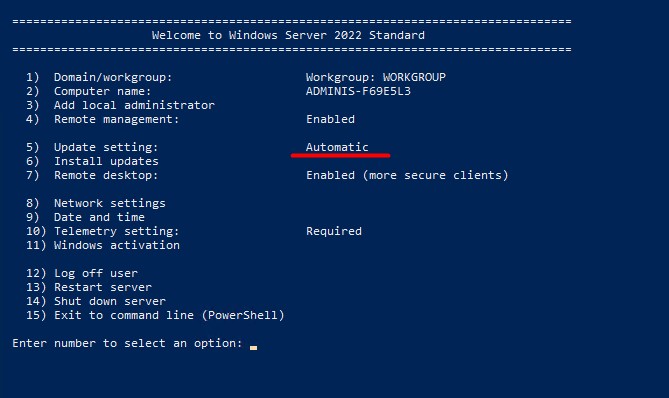 ================================================================================
Welcome to Windows Server 2022 Standard
================================================================================
1) Domain/workgroup: Workgroup: WORKGROUP
2) Computer name: ADMINIS-F69E5L3
3) Add local administrator
4) Remote management: Enabled
5) Update setting: Automatic
6) Install updates
7) Remote desktop: Enabled (more secure clients)
8) Network settings
9) Date and time
10) Telemetry setting: Required
11) Windows activation
12) Log off user
13) Restart server
14) Shut down server
15) Exit to command line (PowerShell)
Enter number to select an option: